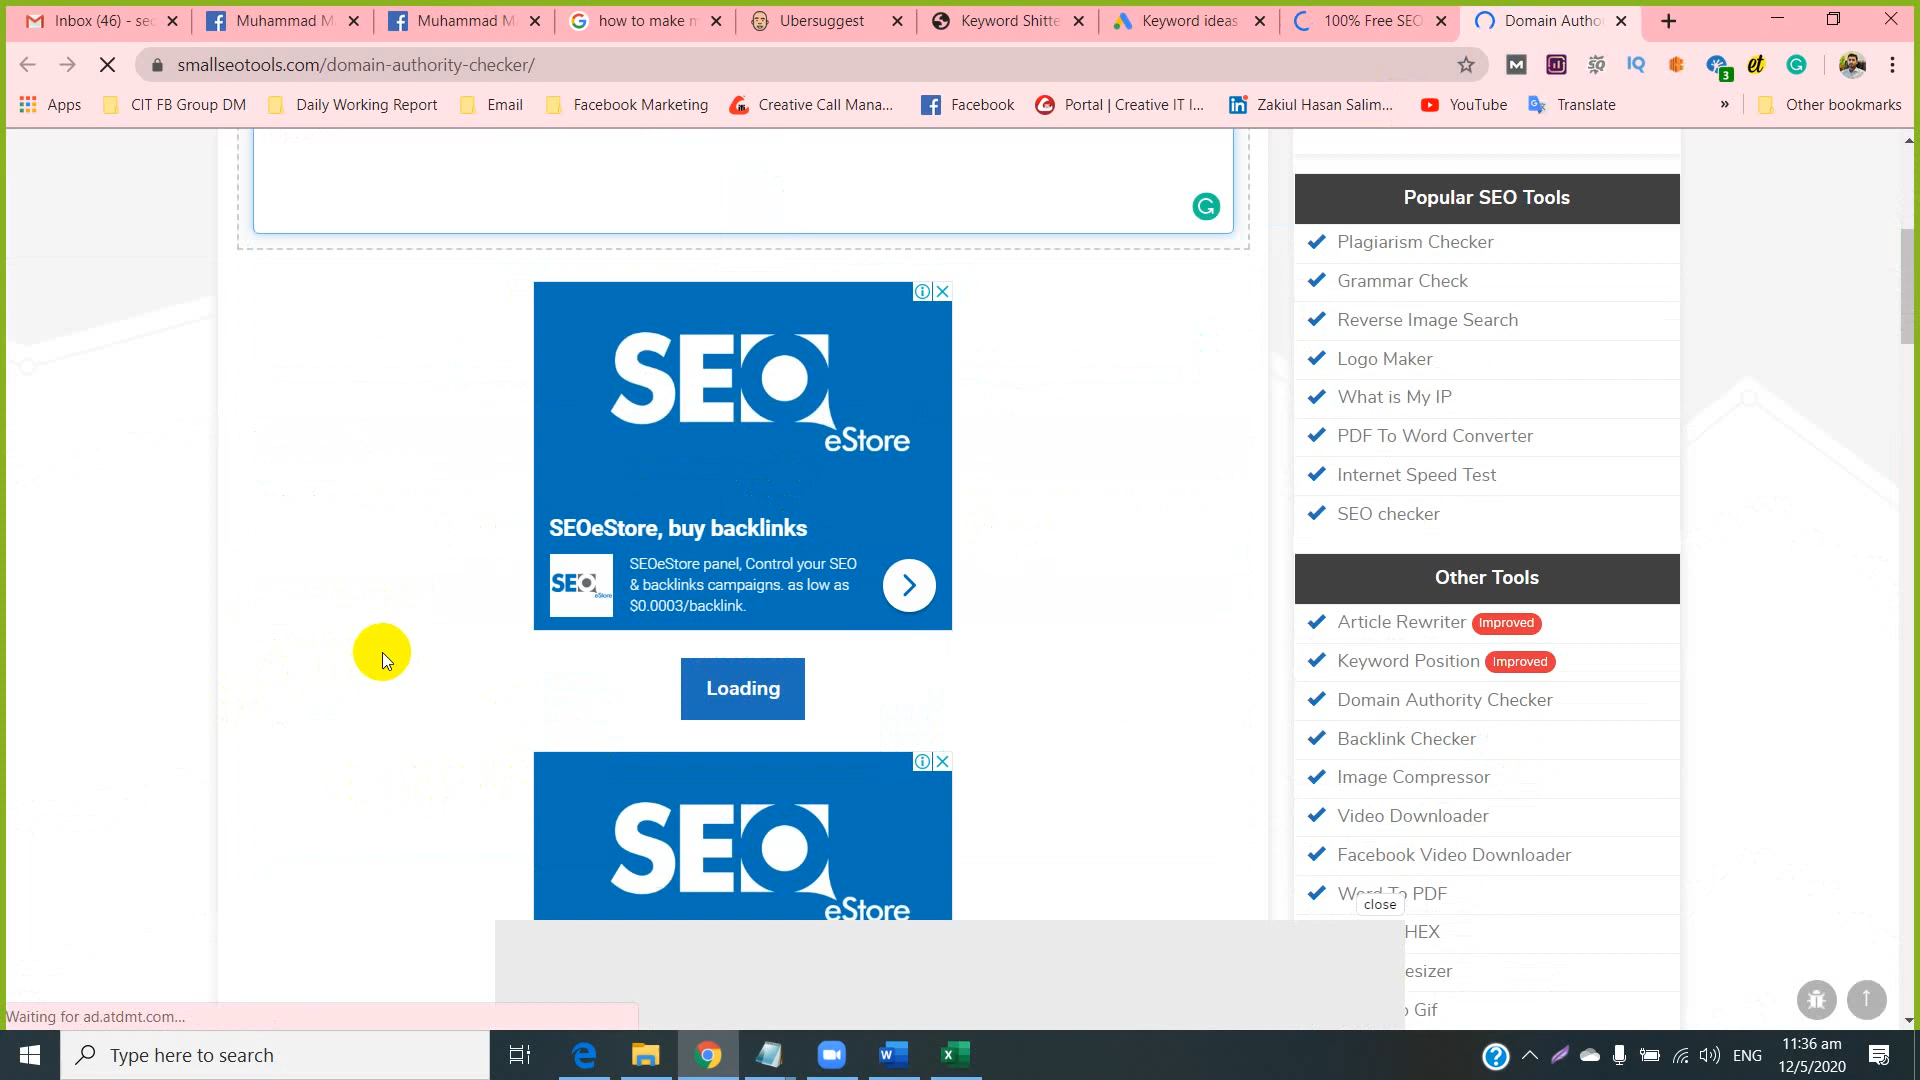 Inbox (46) - sec
Muhammad M
Muhammad M
how to make m
Ubersuggest
Keyword Shitte
Keyword ideas
100% Free SEO
Domain Autho
smallseotools.com/domain-authority-checker/
3
Apps
CIT FB Group DM
Daily Working Report
Email
Facebook Marketing
Creative Call Mana...
Facebook
Portal | Creative IT I...
Zakiul Hasan Salim...
YouTube
Translate
»
Other bookmarks
SEO
eStore
SEOeStore, buy backlinks
SEO
eStore
SEOeStore panel, Control your SEO
& backlinks campaigns. as low as
$0.0003/backlink.
Loading
SEO
eStore
Popular SEO Tools
Plagiarism Checker
Grammar Check
Reverse Image Search
Logo Maker
What is My IP
PDF To Word Converter
Internet Speed Test
SEO checker
Other Tools
Article Rewriter Improved
Keyword Position Improved
Domain Authority Checker
Backlink Checker
Image Compressor
Video Downloader
Facebook Video Downloader
Word To PDF
close
HEX
esizer
o Gif
Waiting for ad.atdmt.com...
Type here to search
ENG
11:36 am
12/5/2020